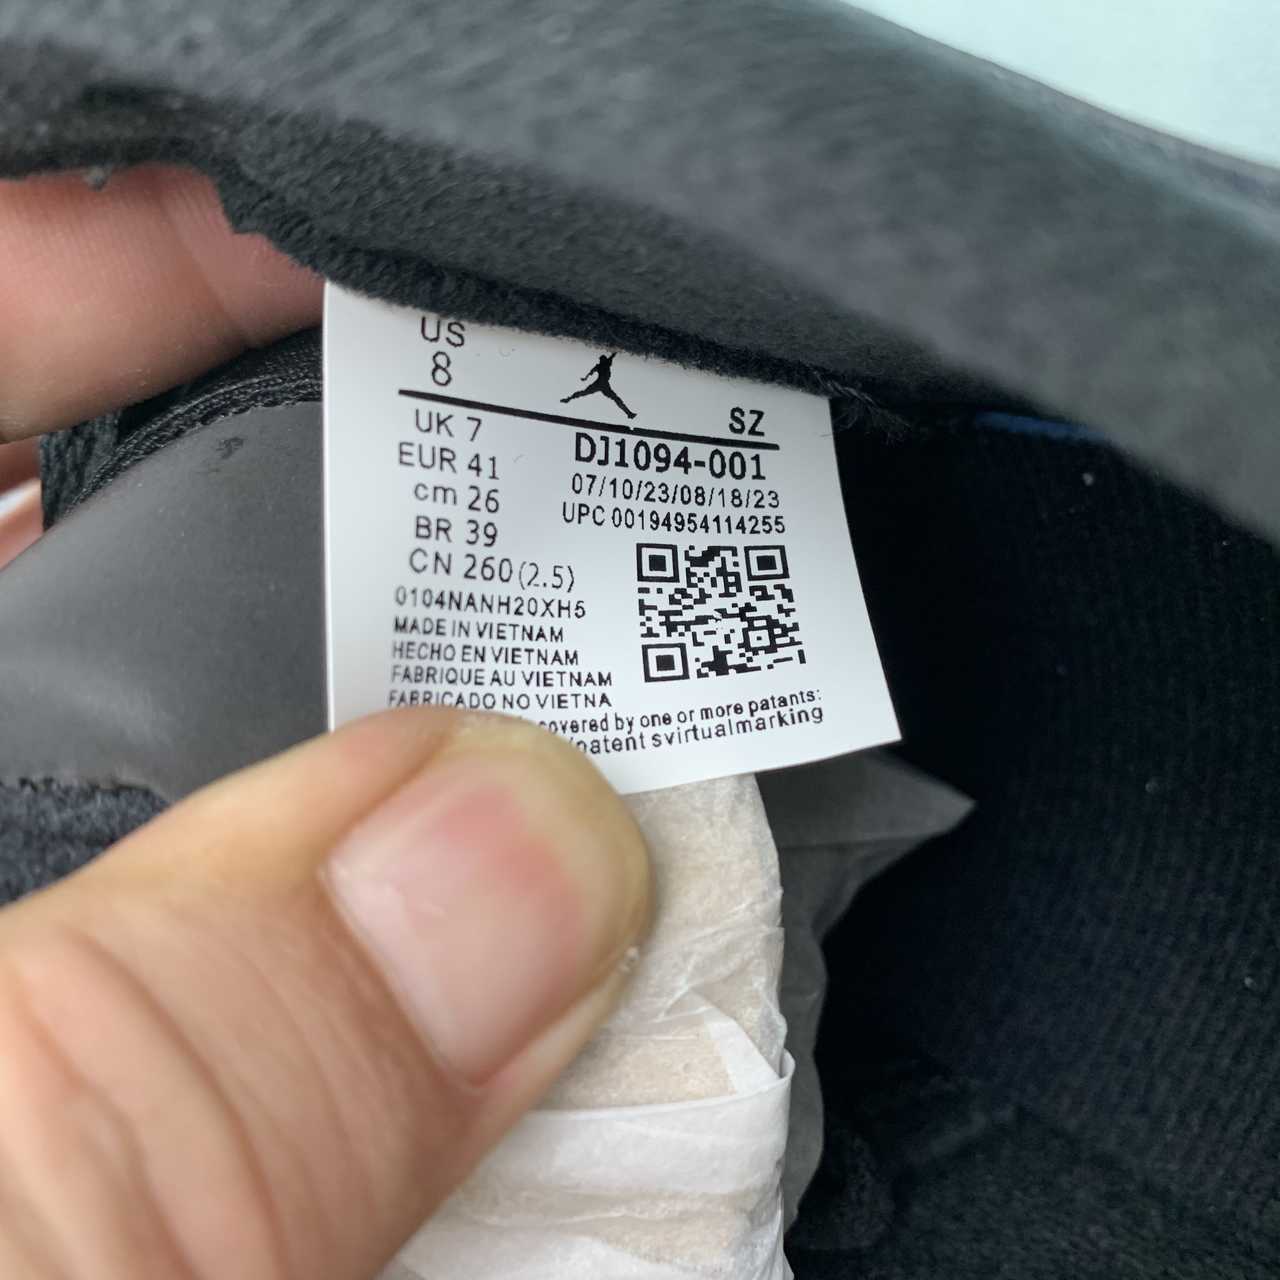 US
8
SZ
UK 7
EUR 41
cm 26
BR 39
CN 260(2.5)
DJ1094-001
07/10/23/08/18/23
UPC 00194954114255
0104NANH20XH5
MADE IN VIETNAM
HECHO EN VIETNAM
FABRIQUE AU VIETNAM
FABRICADO NO VIETNA
covered by one or more patants:
patent svirtualmarking